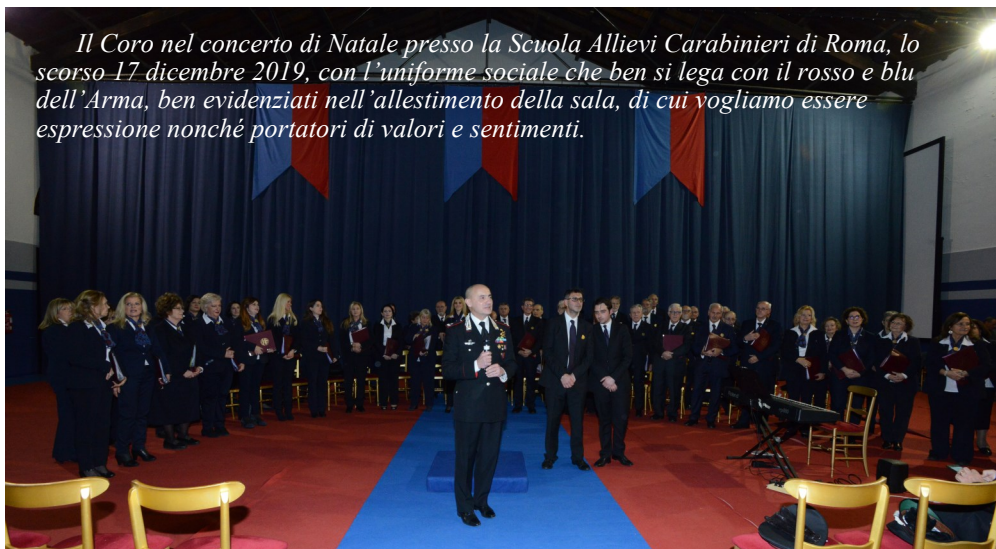 Il Coro nel concerto di Natale presso la Scuola Allievi Carabinieri di Roma, lo
scorso 17 dicembre 2019, con l’uniforme sociale che ben si lega con il rosso e blu
dell’Arma, ben evidenziati nell’allestimento della sala, di cui vogliamo essere
espressione nonché portatori di valori e sentimenti.